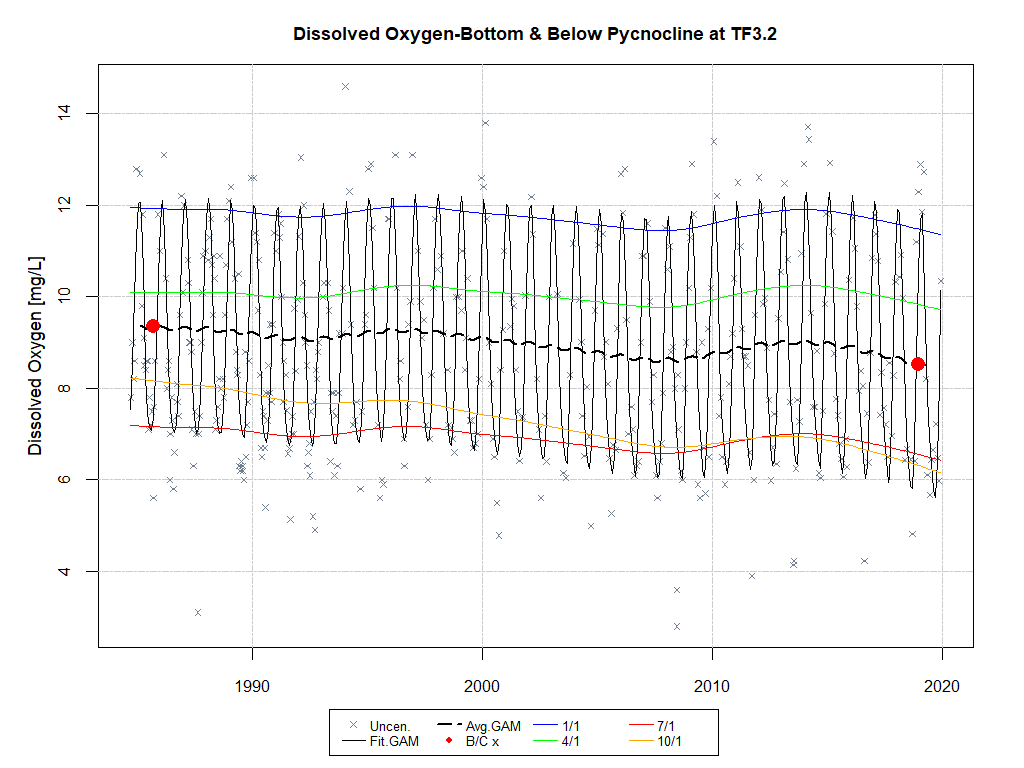 Dissolved Oxygen-Bottom & Below Pycnocline at TF3.2
Dissolved Oxygen [mg/L]
14
12
10
8
6
4
1990 2000 2010 2020
Uncen. Avg.GAM 1/1 7/1
Fit.GAM B/C x 4/1 10/1